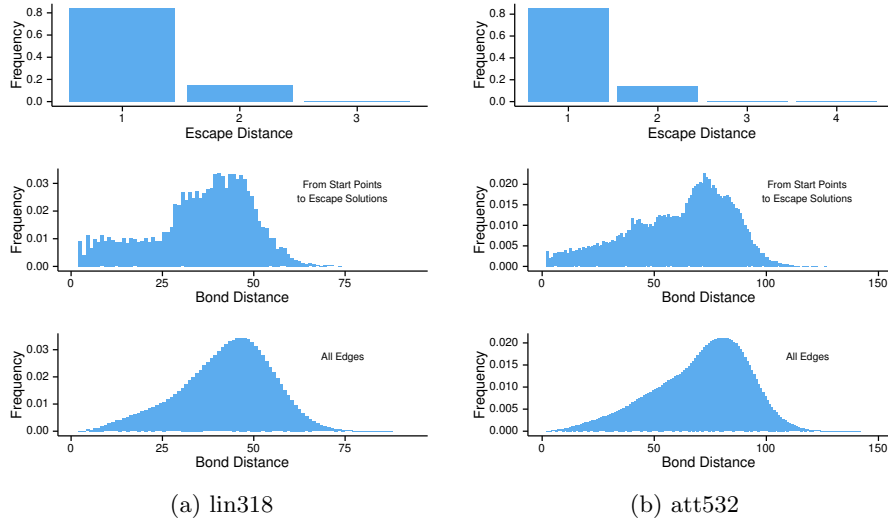 Frequency
0.8
0.6
0.4
0.2
0.0
1 2 3
Escape Distance
Frequency
0.03
0.02
0.01
0.00
From Start Points
to Escape Solutions
0 25 50 75
Bond Distance
Frequency
0.03
0.02
0.01
0.00
All Edges
0 25 50 75
Bond Distance
(a) lin318
Frequency
0.8
0.6
0.4
0.2
0.0
1 2 3 4
Escape Distance
Frequency
0.020
0.015
0.010
0.005
0.000
From Start Points
to Escape Solutions
0 50 100 150
Bond Distance
Frequency
0.020
0.015
0.010
0.005
0.000
All Edges
0 50 100 150
Bond Distance
(b) att532